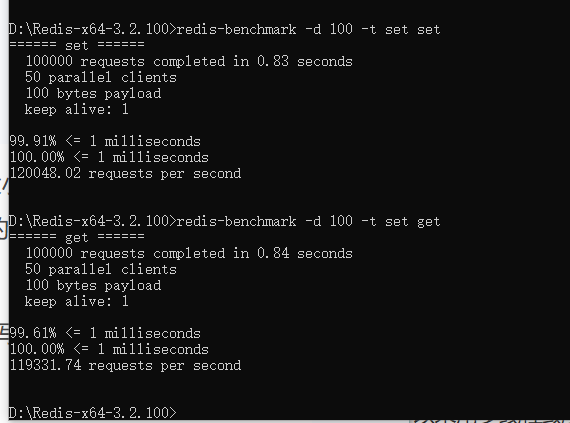 D:\Redis-x64-3.2.100>redis-benchmark -d 100 -t set set
====== set ======
  100000 requests completed in 0.83 seconds
  50 parallel clients
  100 bytes payload
  keep alive: 1

99.91% <= 1 milliseconds
100.00% <= 1 milliseconds
120048.02 requests per second


D:\Redis-x64-3.2.100>redis-benchmark -d 100 -t set get
====== get ======
  100000 requests completed in 0.84 seconds
  50 parallel clients
  100 bytes payload
  keep alive: 1

99.61% <= 1 milliseconds
100.00% <= 1 milliseconds
119331.74 requests per second


D:\Redis-x64-3.2.100>